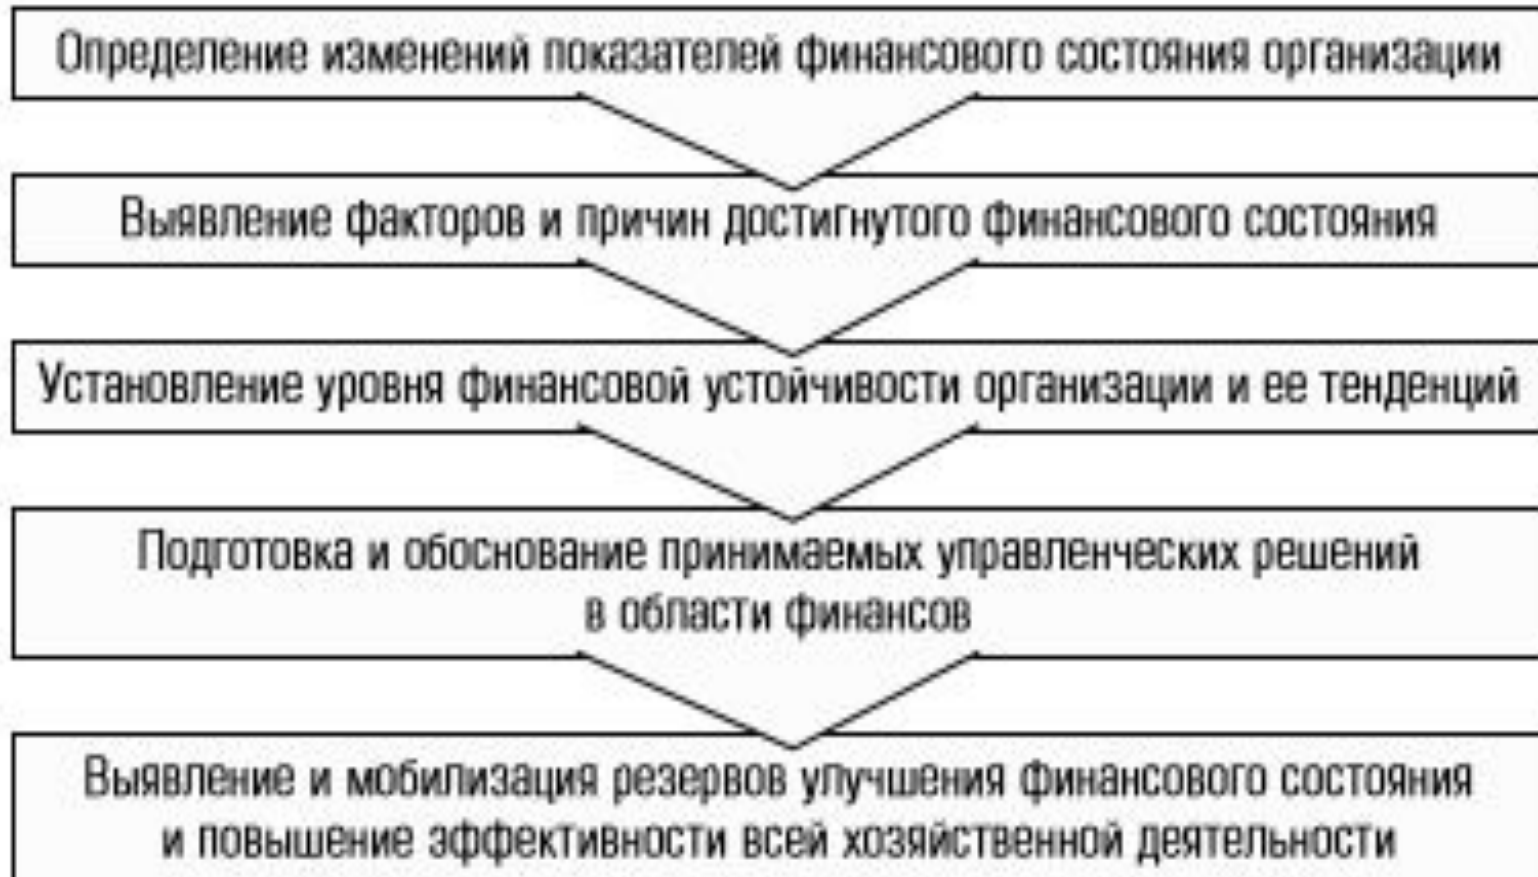 Определение изменений показателей финансового состояния организации
Выявление факторов и причин достигнутого финансового состояния
Установление уровня финансовой устойчивости организации и ее тенденций
Подготовка и обоснование принимаемых управленческих решений
в области финансов
Выявление и мобилизация резервов улучшения финансового состояния
и повышение эффективности всей хозяйственной деятельности